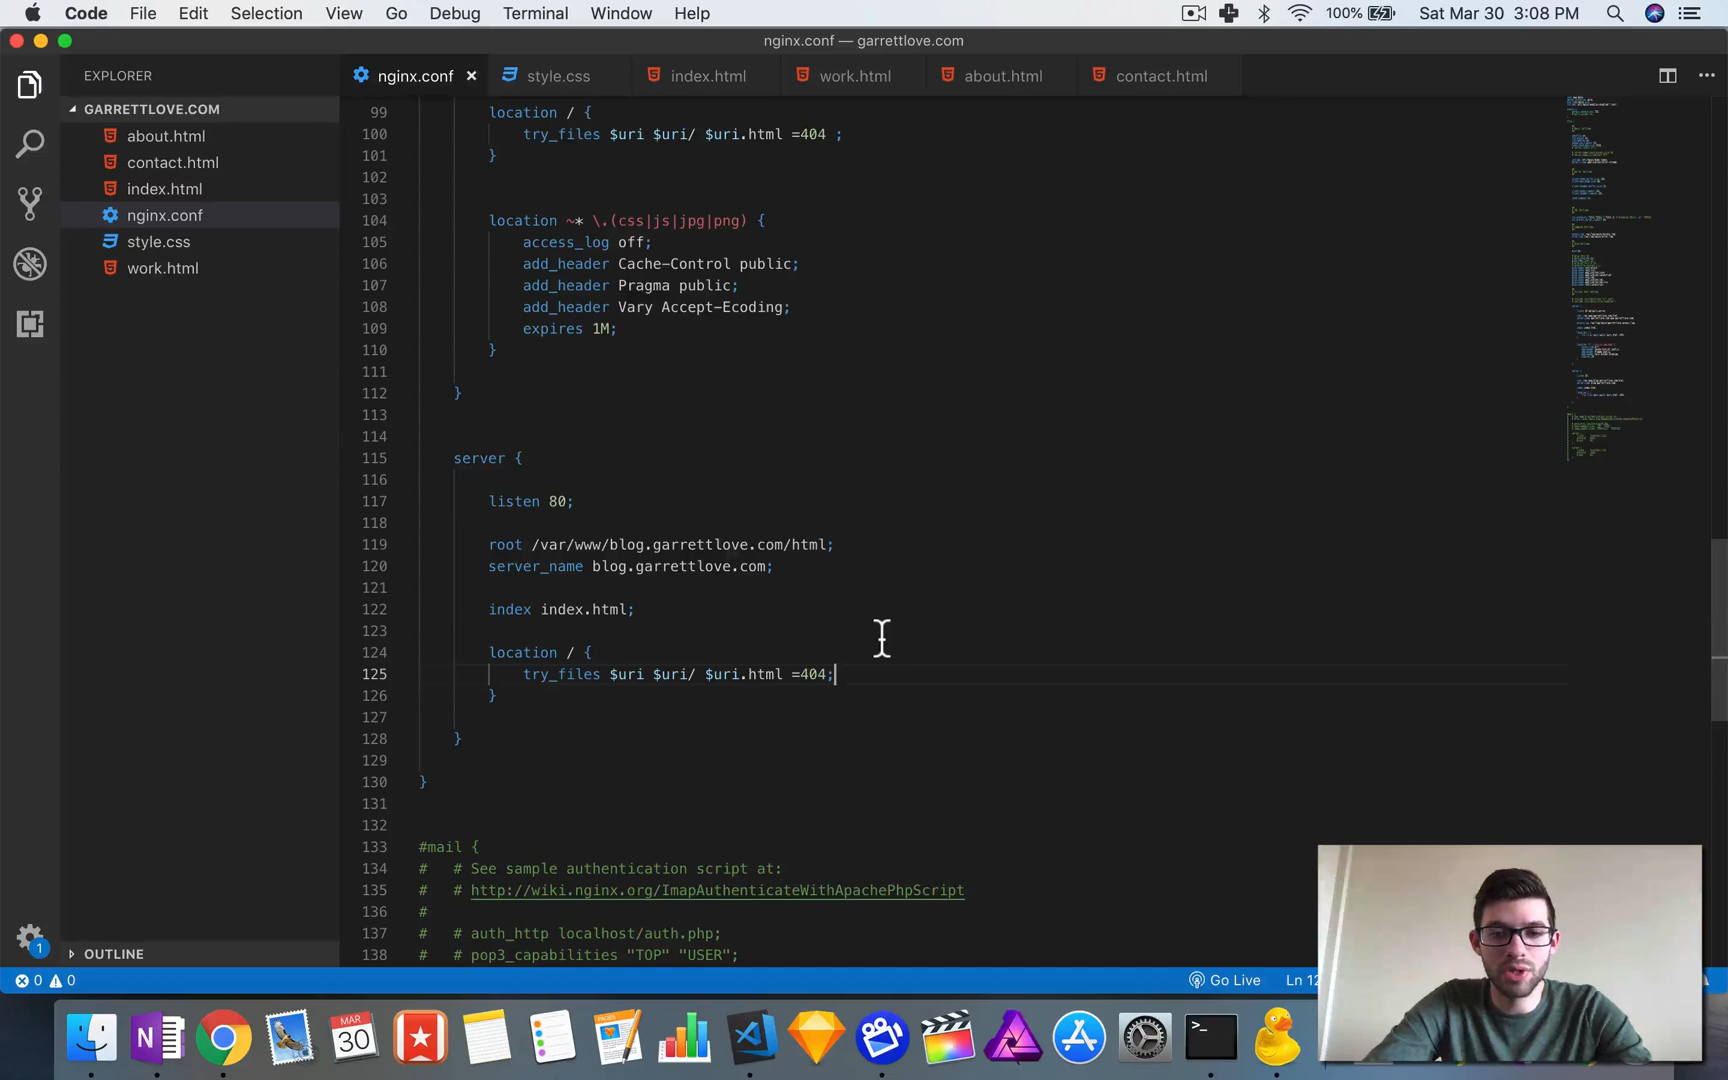 Code File Edit Selection View Go Debug Terminal Window Help 100% Sat Mar 30 3:08 PM
nginx.conf — garrettlove.com
EXPLORER nginx.conf × style.css index.html work.html about.html contact.html
GARRETTLOVE.COM
about.html
contact.html
index.html
nginx.conf
style.css
work.html
99 location / {
100 try_files $uri $uri/ $uri.html =404 ;
101 }
102
103
104 location ~* \.(css|js|jpg|png) {
105 access_log off;
106 add_header Cache-Control public;
107 add_header Pragma public;
108 add_header Vary Accept-Ecoding;
109 expires 1M;
110 }
111
112 }
113
114
115 server {
116
117 listen 80;
118
119 root /var/www/blog.garrettlove.com/html;
120 server_name blog.garrettlove.com;
121
122 index index.html;
123
124 location / {
125 try_files $uri $uri/ $uri.html =404;
126 }
127
128 }
129
130 }
131
132
133 #mail {
134 # # See sample authentication script at:
135 # # http://wiki.nginx.org/ImapAuthenticateWithApachePhpScript
136 #
137 # # auth_http localhost/auth.php;
138 # # pop3_capabilities "TOP" "USER";
1
OUTLINE
0 0 Go Live Ln 12
MAR
30
>_